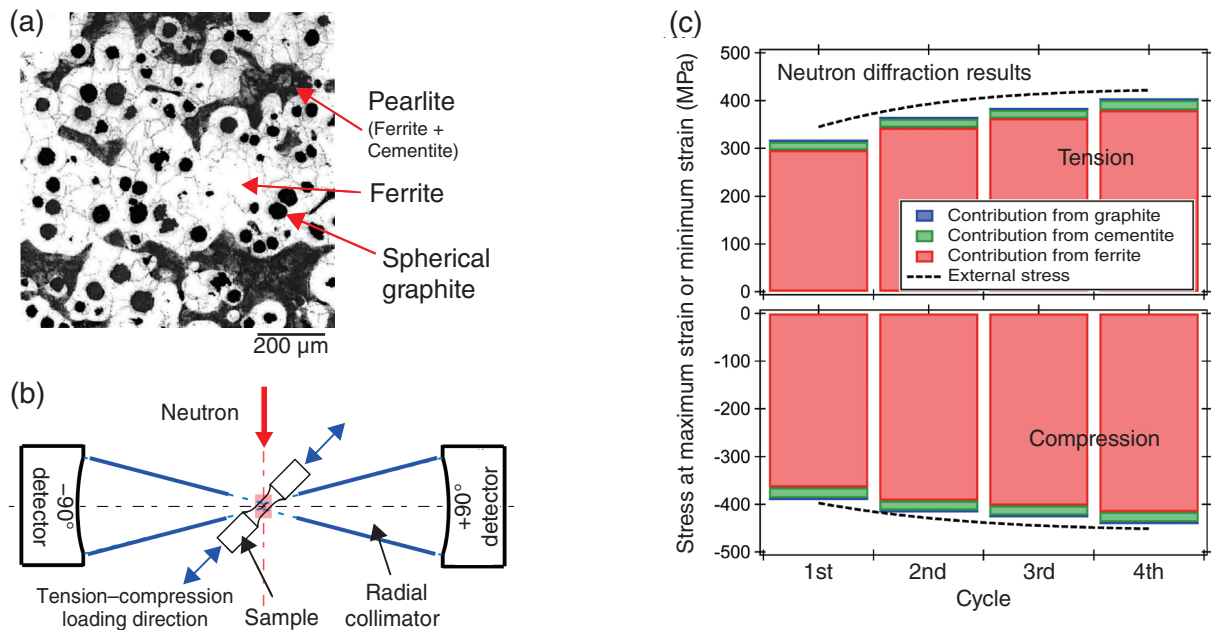 (a)
Pearlite
(Ferrite +
Cementite)
Ferrite
Spherical
graphite
200 μm
(b)
Neutron
−90°
detector
+90°
detector
Tension–compression
loading direction
Sample
Radial
collimator
(c)
Stress at maximum strain or minimum strain (MPa)
500
400
300
200
100
0
Neutron diffraction results
Tension
Contribution from graphite
Contribution from cementite
Contribution from ferrite
External stress
0
-100
-200
-300
-400
-500
Compression
1st
2nd
3rd
4th
Cycle